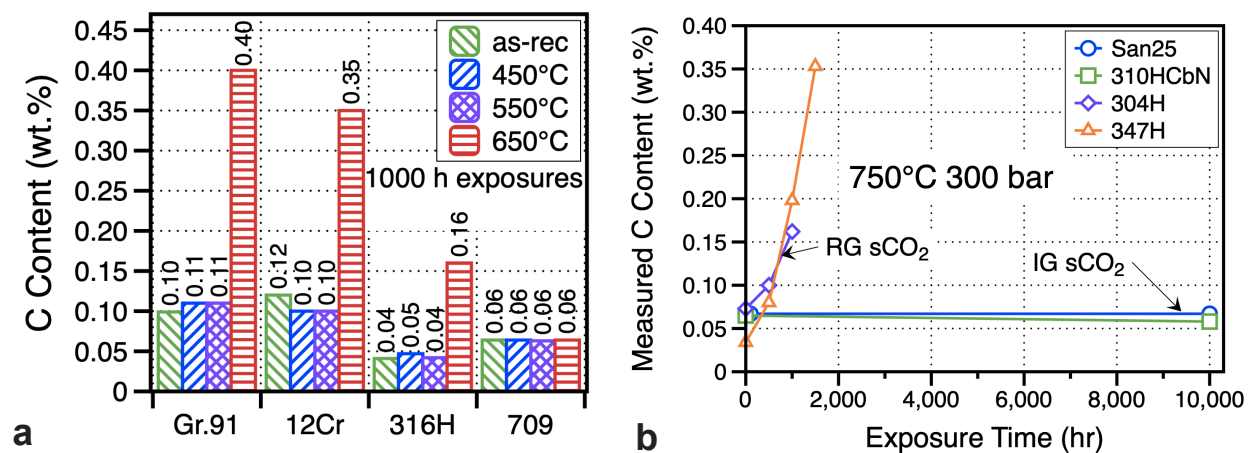 C Content (wt.%)
0.45
0.40
0.35
0.30
0.25
0.20
0.15
0.10
0.05
0
as-rec
450°C
550°C
650°C
1000 h exposures
0.10
0.11
0.11
0.40
0.12
0.10
0.10
0.35
0.04
0.05
0.04
0.16
0.06
0.06
0.06
0.06
Gr.91 12Cr 316H 709
a
Measured C Content (wt.%)
0.40
0.35
0.30
0.25
0.20
0.15
0.10
0.05
0.00
San25
310HCbN
304H
347H
750°C 300 bar
RG sCO₂
IG sCO₂
0 2,000 4,000 6,000 8,000 10,000
Exposure Time (hr)
b